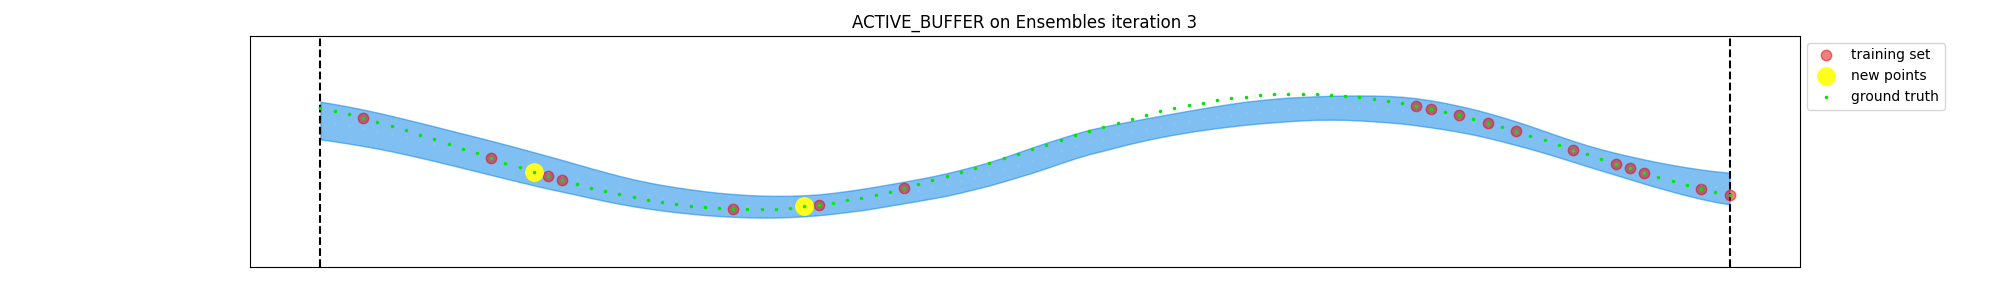 ACTIVE_BUFFER on Ensembles iteration 3
training set
new points
ground truth